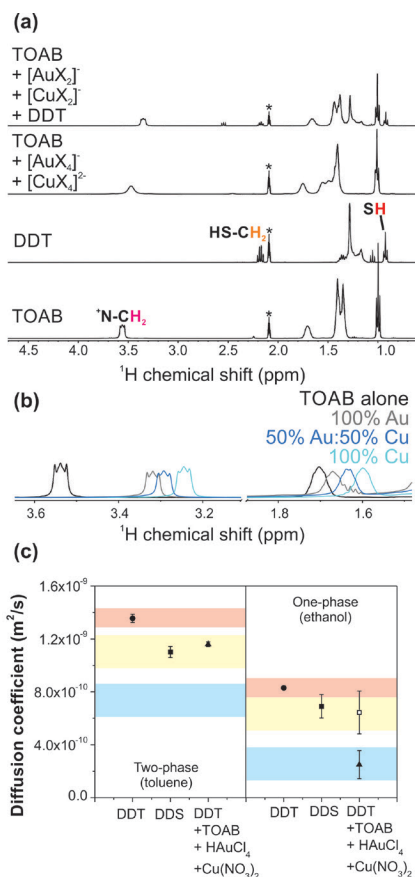 (a)
TOAB
+ [AuX₂]⁻
+ [CuX₂]⁻
+ DDT
*
TOAB
+ [AuX₄]⁻
+ [CuX₄]²⁻
*
DDT
HS-CH₂
*
SH
TOAB
⁺N-CH₂
*
4.5 4.0 3.5 3.0 2.5 2.0 1.5 1.0
¹H chemical shift (ppm)
(b)
TOAB alone
100% Au
50% Au:50% Cu
100% Cu
3.6 3.4 3.2 1.8 1.6
¹H chemical shift (ppm)
(c)
Diffusion coefficient (m²/s)
1.6x10⁻⁹
1.2x10⁻⁹
8.0x10⁻¹⁰
4.0x10⁻¹⁰
0.0
Two-phase
(toluene)
One-phase
(ethanol)
DDT DDS DDT
+TOAB
+ HAuCl₄
+Cu(NO₃)₂
DDT DDS DDT
+TOAB
+ HAuCl₄
+Cu(NO₃)₂